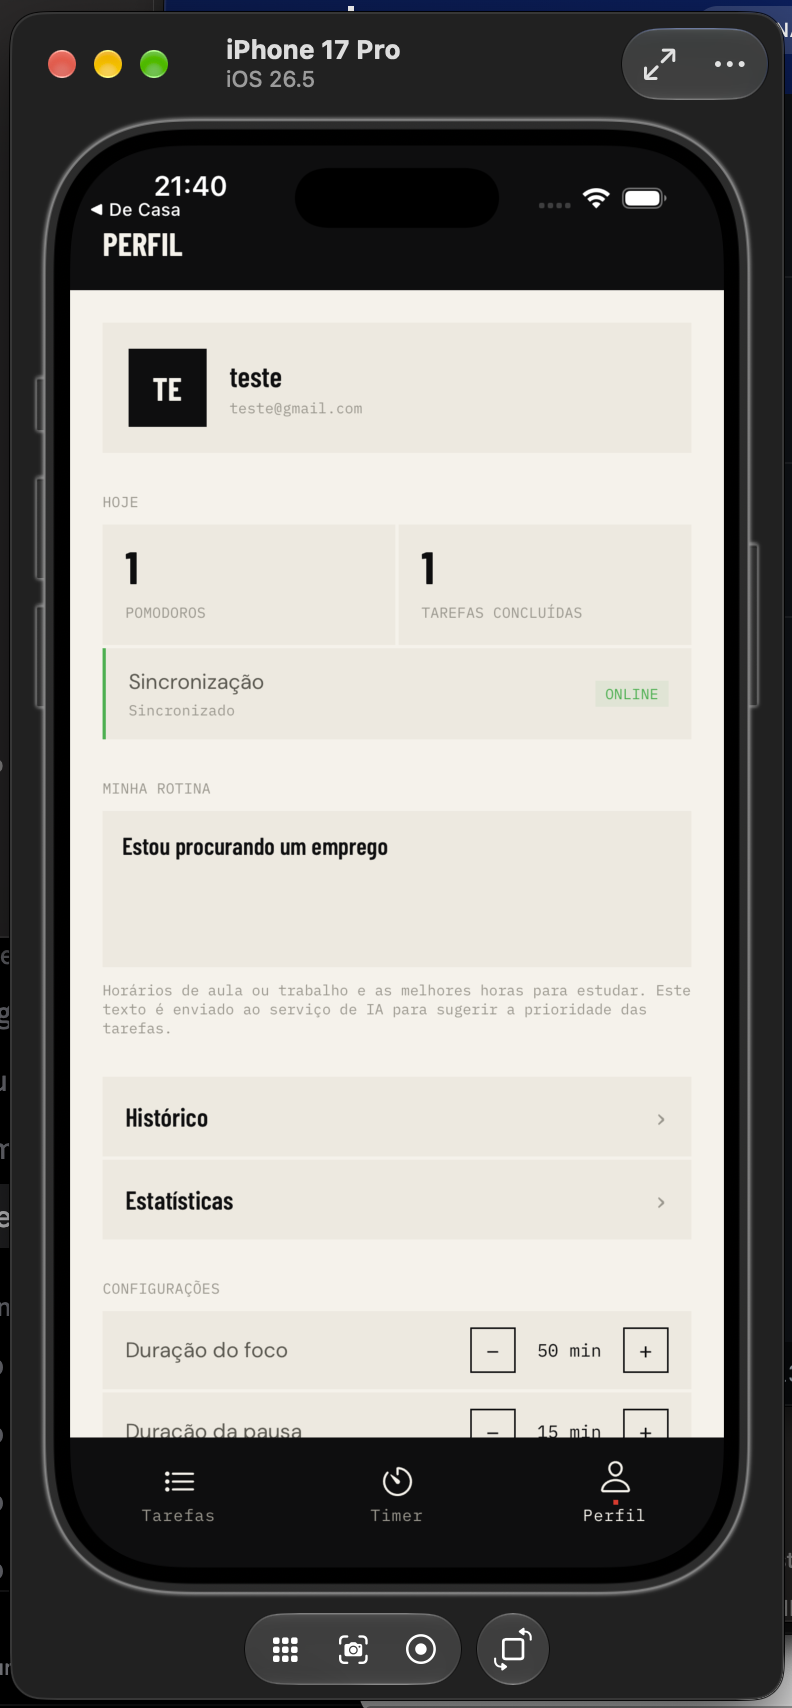 iPhone 17 Pro
iOS 26.5
21:40
◀ De Casa
PERFIL
TE
teste
teste@gmail.com
HOJE
1
POMODOROS
1
TAREFAS CONCLUÍDAS
Sincronização
Sincronizado
ONLINE
MINHA ROTINA
Estou procurando um emprego
Horários de aula ou trabalho e as melhores horas para estudar. Este
texto é enviado ao serviço de IA para sugerir a prioridade das
tarefas.
Histórico
Estatísticas
CONFIGURAÇÕES
Duração do foco
− 50 min +
Duração da pausa
− 15 min +
Tarefas
Timer
Perfil